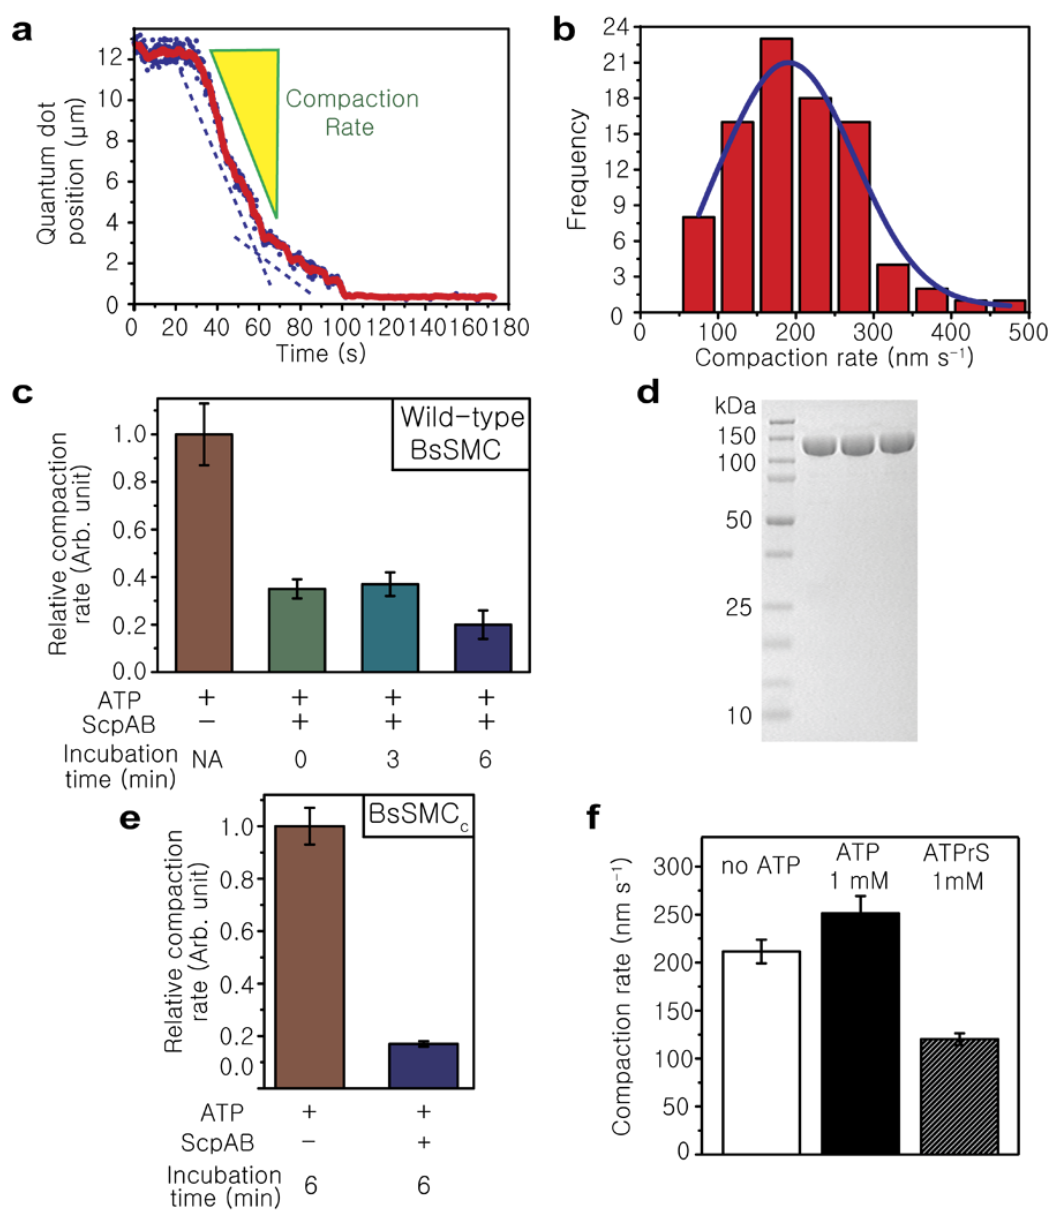 a
12
10
8
6
4
2
0
Quantum dot
position (μm)
Compaction
Rate
0 20 40 60 80 100 120 140 160 180
Time (s)
b
24
21
18
15
12
9
6
3
0
Frequency
0 100 200 300 400 500
Compaction rate (nm s⁻¹)
c
Wild-type
BsSMC
1.0
0.8
0.6
0.4
0.2
0.0
Relative compaction
rate (Arb. unit)
ATP + + + +
ScpAB − + + +
Incubation
time (min) NA 0 3 6
d
kDa
150
100
50
25
10
e
BsSMCc
1.0
0.8
0.6
0.4
0.2
0.0
Relative compaction
rate (Arb. unit)
ATP + +
ScpAB − +
Incubation
time (min) 6 6
f
no ATP ATP
1 mM ATPrS
1mM
300
250
200
150
100
50
0
Compaction rate (nm s⁻¹)